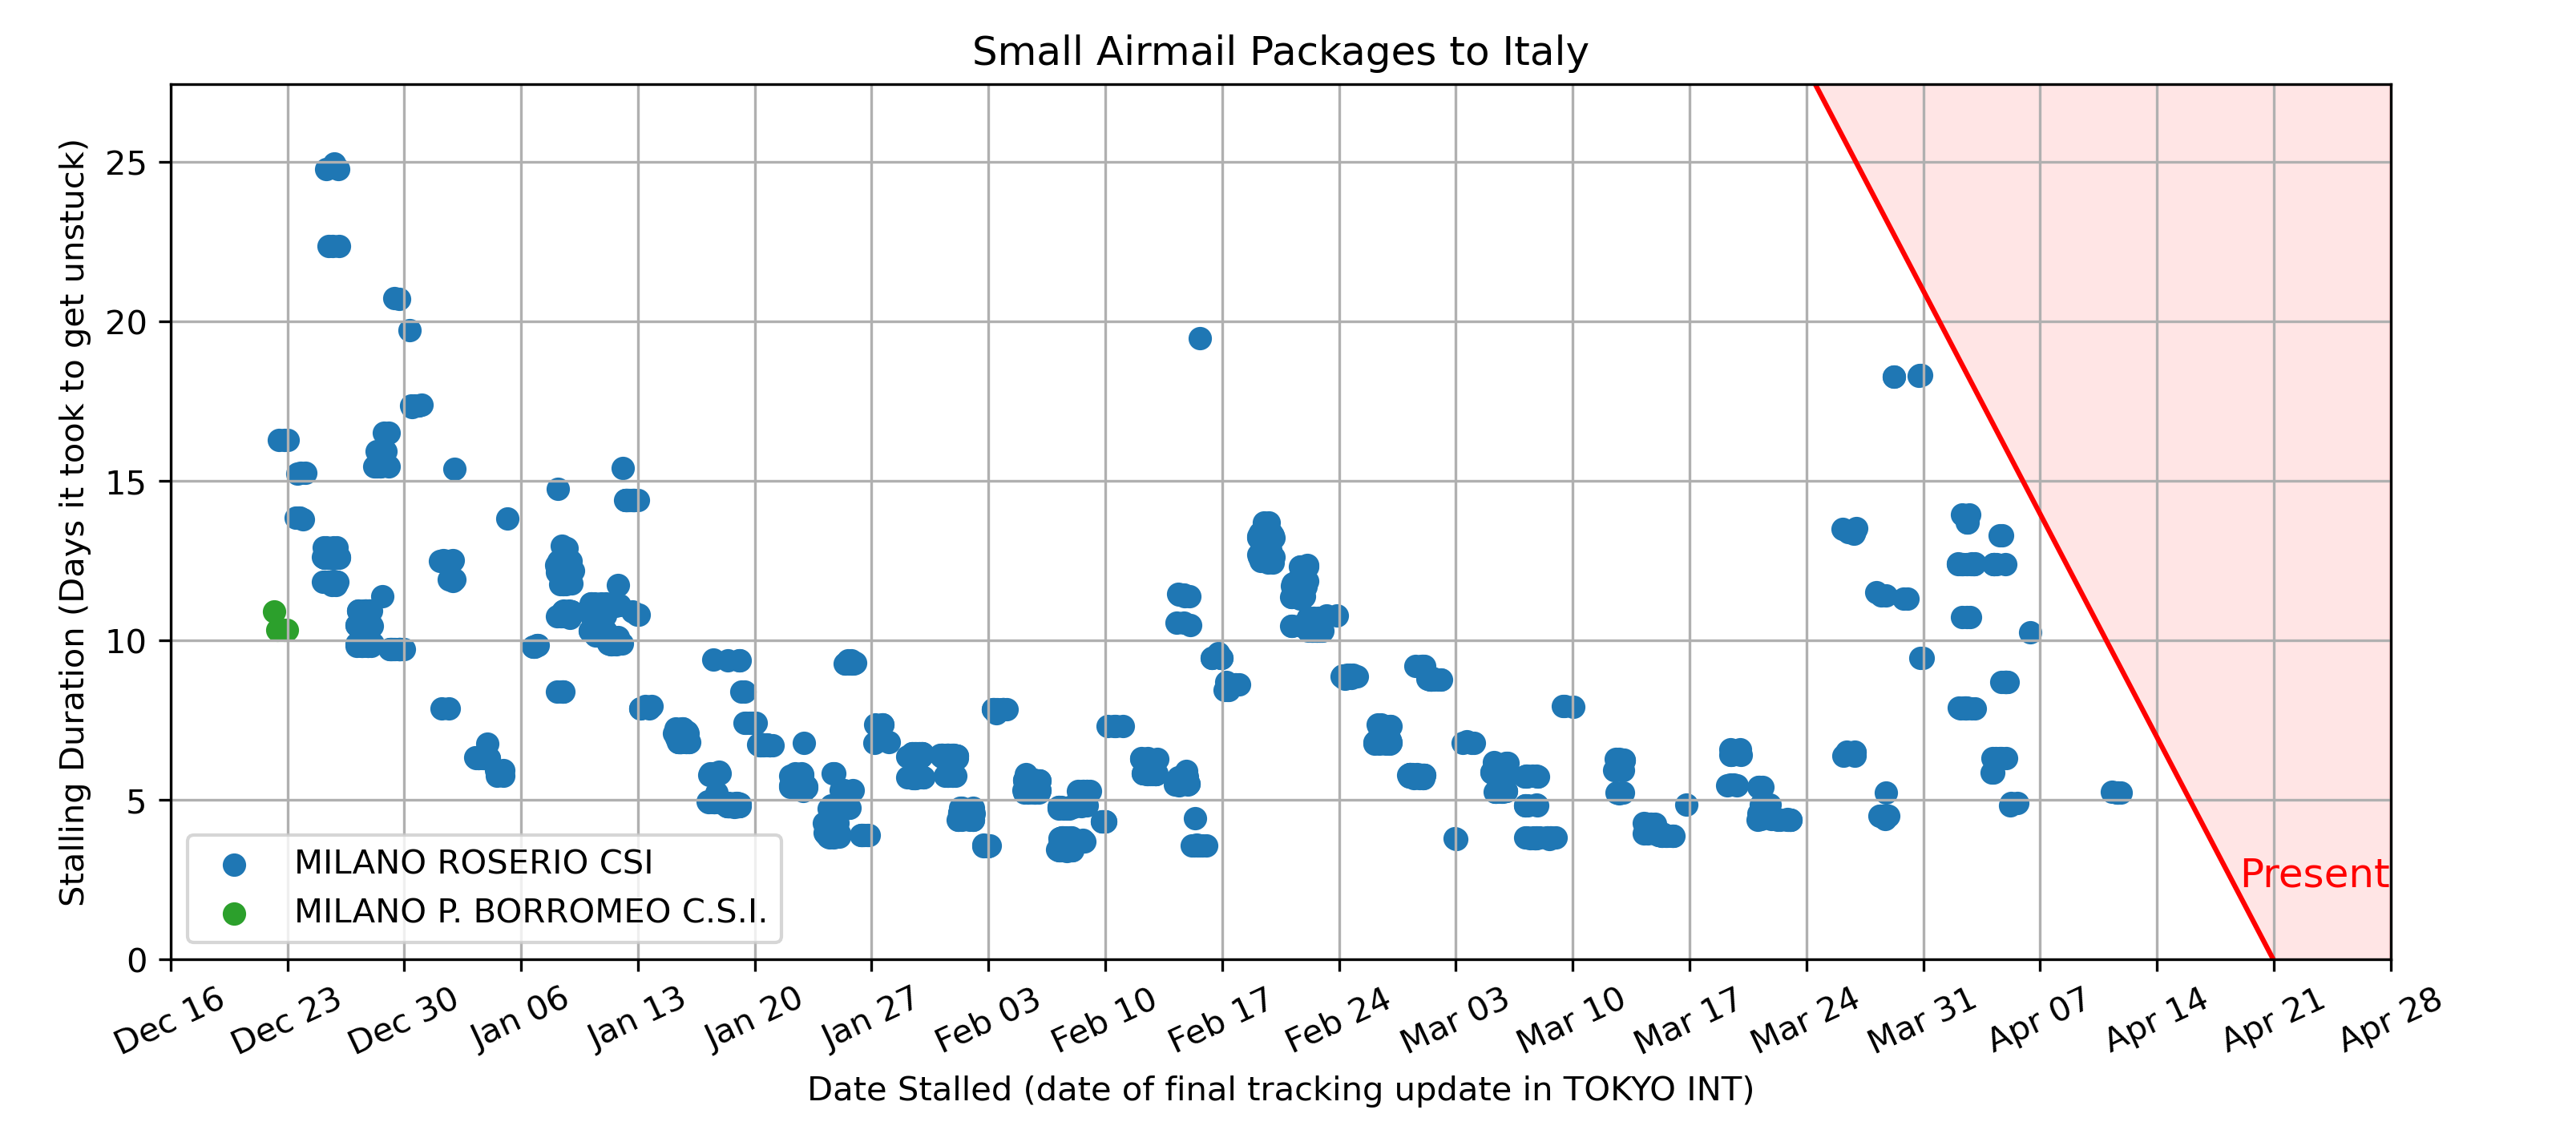 Small Airmail Packages to Italy
Stalling Duration (Days it took to get unstuck)
25
20
15
10
5
0
MILANO ROSERIO CSI
MILANO P. BORROMEO C.S.I.
Present
Dec 16
Dec 23
Dec 30
Jan 06
Jan 13
Jan 20
Jan 27
Feb 03
Feb 10
Feb 17
Feb 24
Mar 03
Mar 10
Mar 17
Mar 24
Mar 31
Apr 07
Apr 14
Apr 21
Apr 28
Date Stalled (date of final tracking update in TOKYO INT)